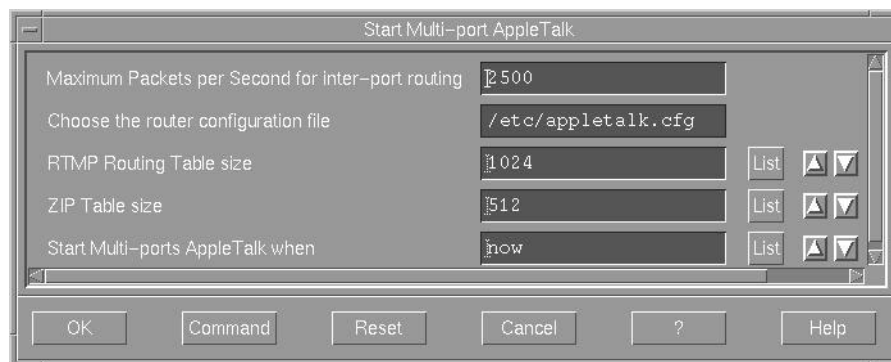 Start Multi-port AppleTalk
Maximum Packets per Second for inter-port routing 2500
Choose the router configuration file /etc/appletalk.cfg
RTMP Routing Table size 1024 List
ZIP Table size 512 List
Start Multi-ports AppleTalk when now List
OK Command Reset Cancel ? Help